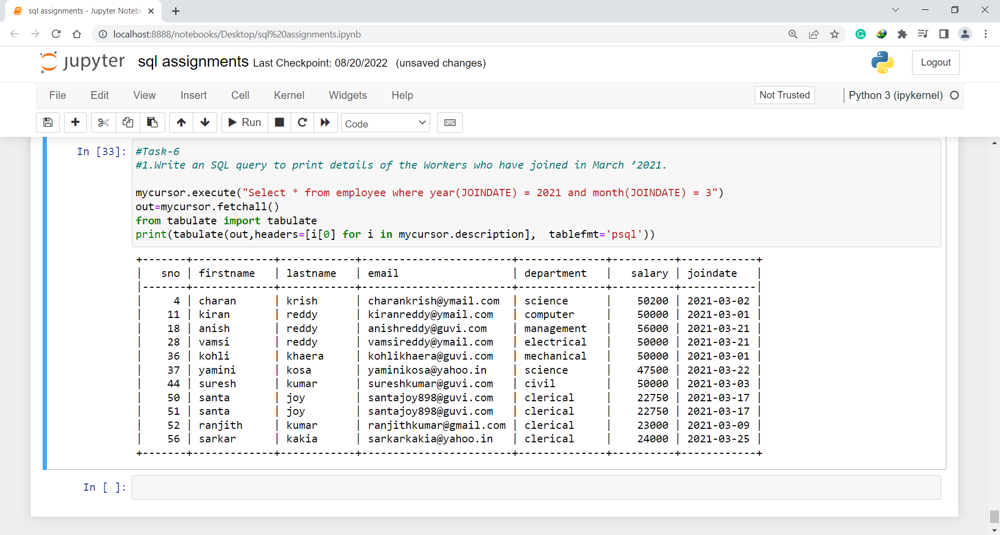 sql assignments - Jupyter Noteb
localhost:8888/notebooks/Desktop/sql%20assignments.ipynb
jupyter sql assignments Last Checkpoint: 08/20/2022 (unsaved changes)
Logout
File Edit View Insert Cell Kernel Widgets Help
Not Trusted
Python 3 (ipykernel)
Run
Code
In [33]:
#Task-6
#1.Write an SQL query to print details of the Workers who have joined in March ’2021.
mycursor.execute("Select * from employee where year(JOINDATE) = 2021 and month(JOINDATE) = 3")
out=mycursor.fetchall()
from tabulate import tabulate
print(tabulate(out,headers=[i[0] for i in mycursor.description],  tablefmt='psql'))
+-------+-------------+------------+------------------------+--------------+----------+------------+
|   sno | firstname   | lastname   | email                  | department   |   salary | joindate   |
|-------+-------------+------------+------------------------+--------------+----------+------------|
|     4 | charan      | krish      | charankrish@ymail.com  | science      |    50200 | 2021-03-02 |
|    11 | kiran       | reddy      | kiranreddy@ymail.com   | computer     |    50000 | 2021-03-01 |
|    18 | anish       | reddy      | anishreddy@guvi.com    | management   |    56000 | 2021-03-21 |
|    28 | vamsi       | reddy      | vamsireddy@ymail.com   | electrical   |    50000 | 2021-03-21 |
|    36 | kohli       | khaera     | kohlikhaera@guvi.com   | mechanical   |    50000 | 2021-03-01 |
|    37 | yamini      | kosa       | yaminikosa@yahoo.in    | science      |    47500 | 2021-03-22 |
|    44 | suresh      | kumar      | sureshkumar@guvi.com   | civil        |    50000 | 2021-03-03 |
|    50 | santa       | joy        | santajoy898@guvi.com   | clerical     |    22750 | 2021-03-17 |
|    51 | santa       | joy        | santajoy898@guvi.com   | clerical     |    22750 | 2021-03-17 |
|    52 | ranjith     | kumar      | ranjithkumar@gmail.com | clerical     |    23000 | 2021-03-09 |
|    56 | sarkar      | kakia      | sarkarkakia@yahoo.in   | clerical     |    24000 | 2021-03-25 |
+-------+-------------+------------+------------------------+--------------+----------+------------+
In [ ]: